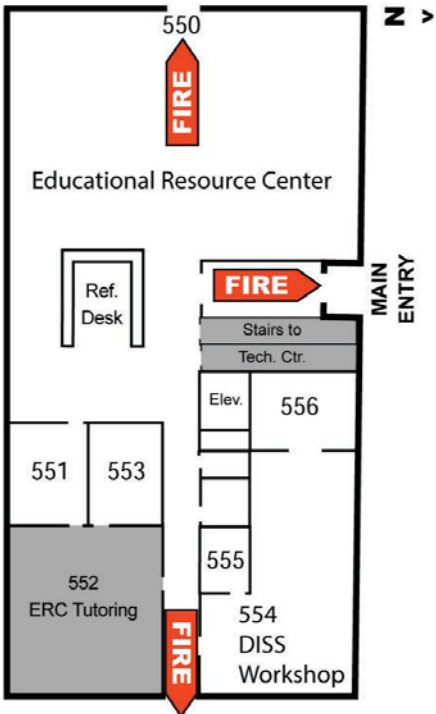 N
v
550
FIRE
Educational Resource Center
Ref.
Desk
FIRE
MAIN
ENTRY
Stairs to
Tech. Ctr.
Elev.
556
551
553
555
552
ERC Tutoring
554
DISS
Workshop
FIRE